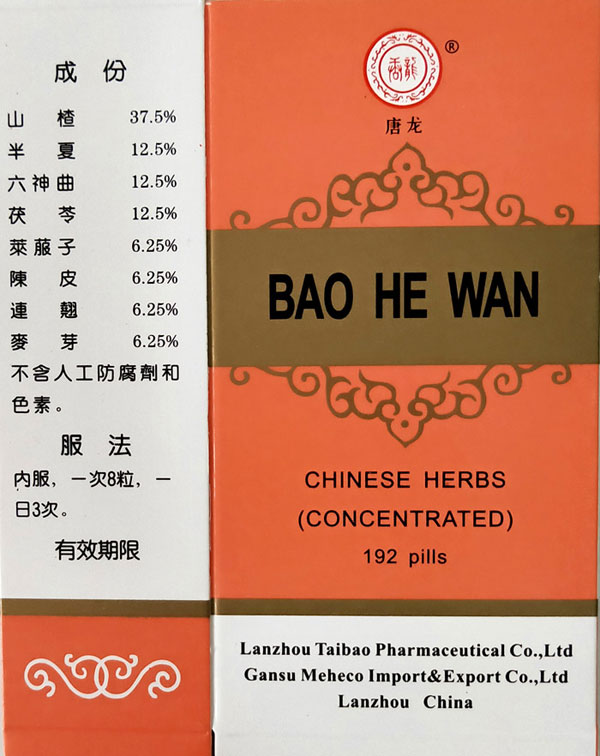 成份
山楂 37.5%
半夏 12.5%
六神曲 12.5%
茯苓 12.5%
萊菔子 6.25%
陳皮 6.25%
連翹 6.25%
麥芽 6.25%
不含人工防腐劑和
色素。
服法
内服，一次8粒，一
日3次。
有效期限
®
唐龙
BAO HE WAN
CHINESE HERBS
(CONCENTRATED)
192 pills
Lanzhou Taibao Pharmaceutical Co.,Ltd
Gansu Meheco Import&Export Co.,Ltd
Lanzhou China